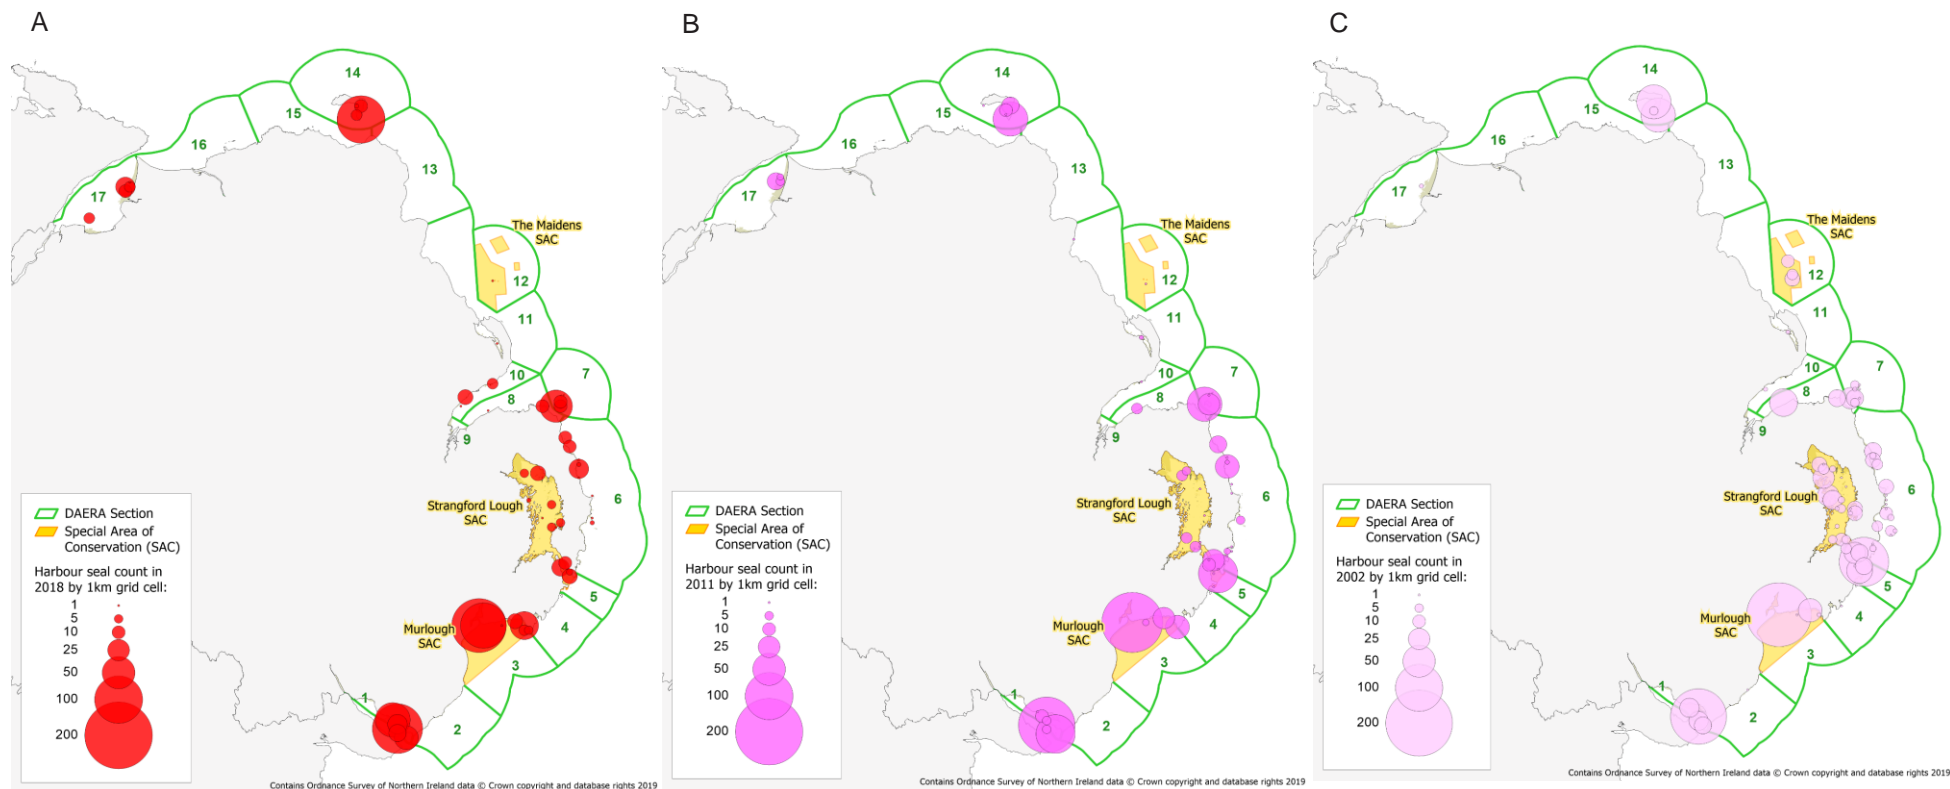 A
14
15
16
13
17
The Maidens
SAC
12
11
10
7
8
9
6
Strangford Lough
SAC
5
Murlough
SAC
4
3
1
2
DAERA Section
Special Area of
Conservation (SAC)
Harbour seal count in
2018 by 1km grid cell:
1
5
10
25
50
100
200
Contains Ordnance Survey of Northern Ireland data © Crown copyright and database rights 2019
B
14
15
16
13
17
The Maidens
SAC
12
11
10
7
8
9
6
Strangford Lough
SAC
5
Murlough
SAC
4
3
1
2
DAERA Section
Special Area of
Conservation (SAC)
Harbour seal count in
2011 by 1km grid cell:
1
5
10
25
50
100
200
Contains Ordnance Survey of Northern Ireland data © Crown copyright and database rights 2019
C
14
15
16
13
17
The Maidens
SAC
12
11
10
7
8
9
6
Strangford Lough
SAC
5
Murlough
SAC
4
3
1
2
DAERA Section
Special Area of
Conservation (SAC)
Harbour seal count in
2002 by 1km grid cell:
1
5
10
25
50
100
200
Contains Ordnance Survey of Northern Ireland data © Crown copyright and database rights 2019